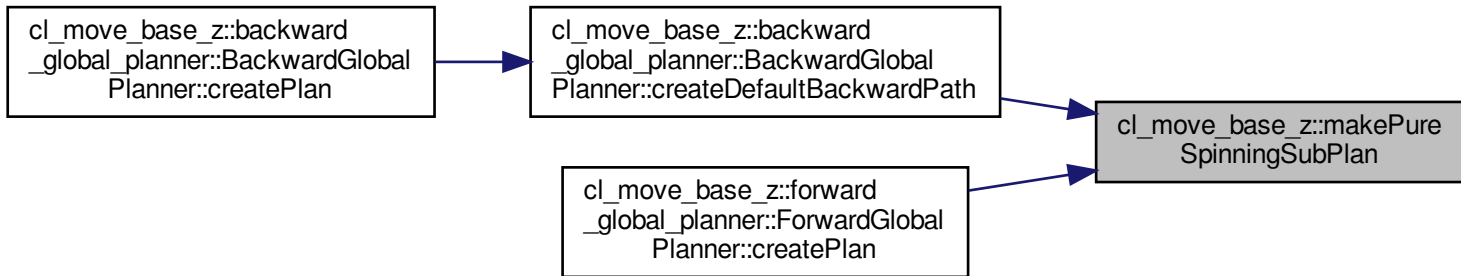 cl_move_base_z::backward
_global_planner::BackwardGlobal
Planner::createPlan
cl_move_base_z::backward
_global_planner::BackwardGlobal
Planner::createDefaultBackwardPath
cl_move_base_z::makePure
SpinningSubPlan
cl_move_base_z::forward
_global_planner::ForwardGlobal
Planner::createPlan